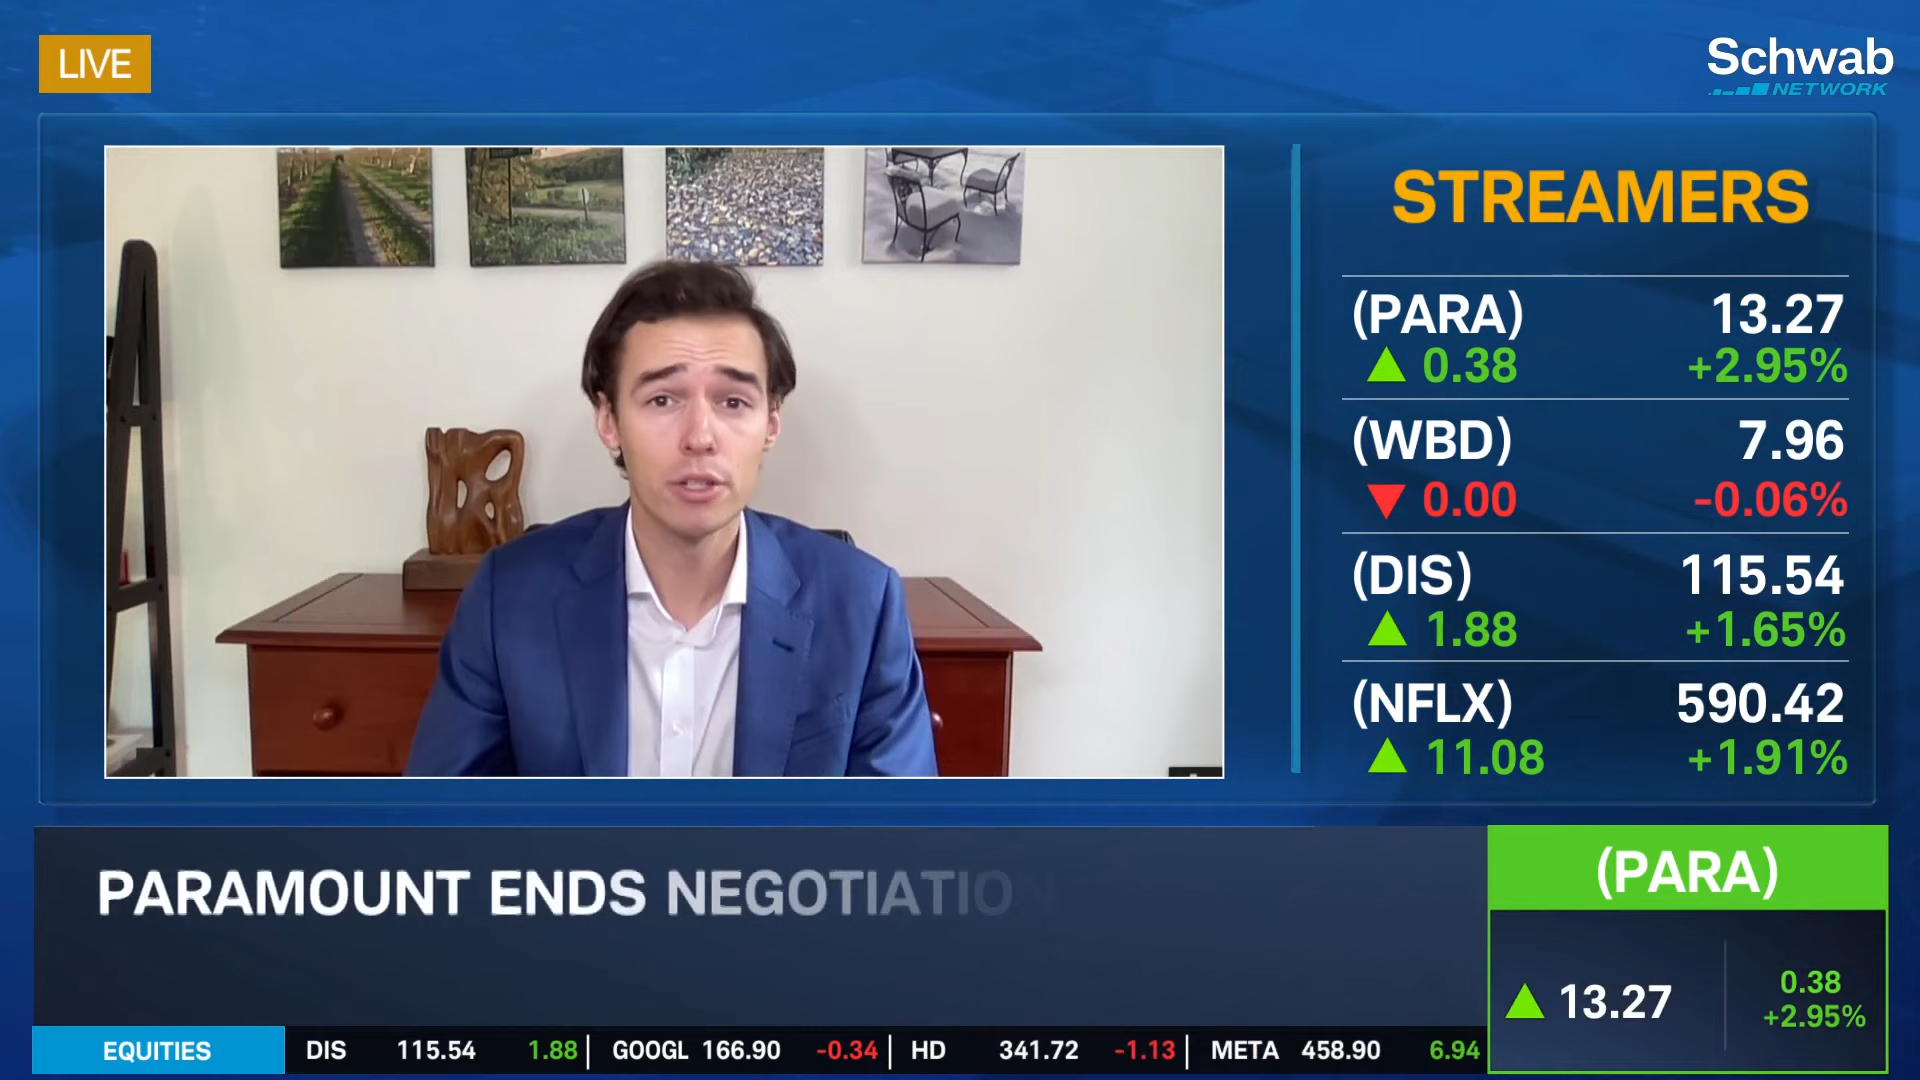 LIVE
Schwab
NETWORK
STREAMERS
(PARA) 13.27
▲ 0.38 +2.95%
(WBD) 7.96
▼ 0.00 -0.06%
(DIS) 115.54
▲ 1.88 +1.65%
(NFLX) 590.42
▲ 11.08 +1.91%
PARAMOUNT ENDS NEGOTIATION
(PARA)
▲ 13.27
0.38
+2.95%
EQUITIES DIS 115.54 1.88 GOOGL 166.90 -0.34 HD 341.72 -1.13 META 458.90 6.94